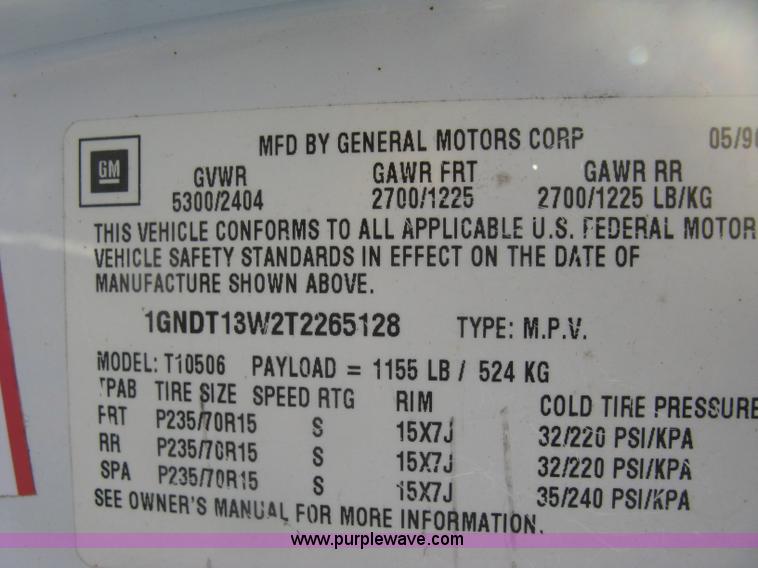 MFD BY GENERAL MOTORS CORP 05/96
GM
GVWR GAWR FRT GAWR RR
5300/2404 2700/1225 2700/1225 LB/KG
THIS VEHICLE CONFORMS TO ALL APPLICABLE U.S. FEDERAL MOTOR
VEHICLE SAFETY STANDARDS IN EFFECT ON THE DATE OF
MANUFACTURE SHOWN ABOVE.
1GNDT13W2T2265128 TYPE: M.P.V.
MODEL: T10506 PAYLOAD = 1155 LB / 524 KG
TPAB TIRE SIZE SPEED RTG RIM COLD TIRE PRESSURE
FRT P235/70R15 S 15X7J 32/220 PSI/KPA
RR P235/70R15 S 15X7J 32/220 PSI/KPA
SPA P235/70R15 S 15X7J 35/240 PSI/KPA
SEE OWNER'S MANUAL FOR MORE INFORMATION.
www.purplewave.com